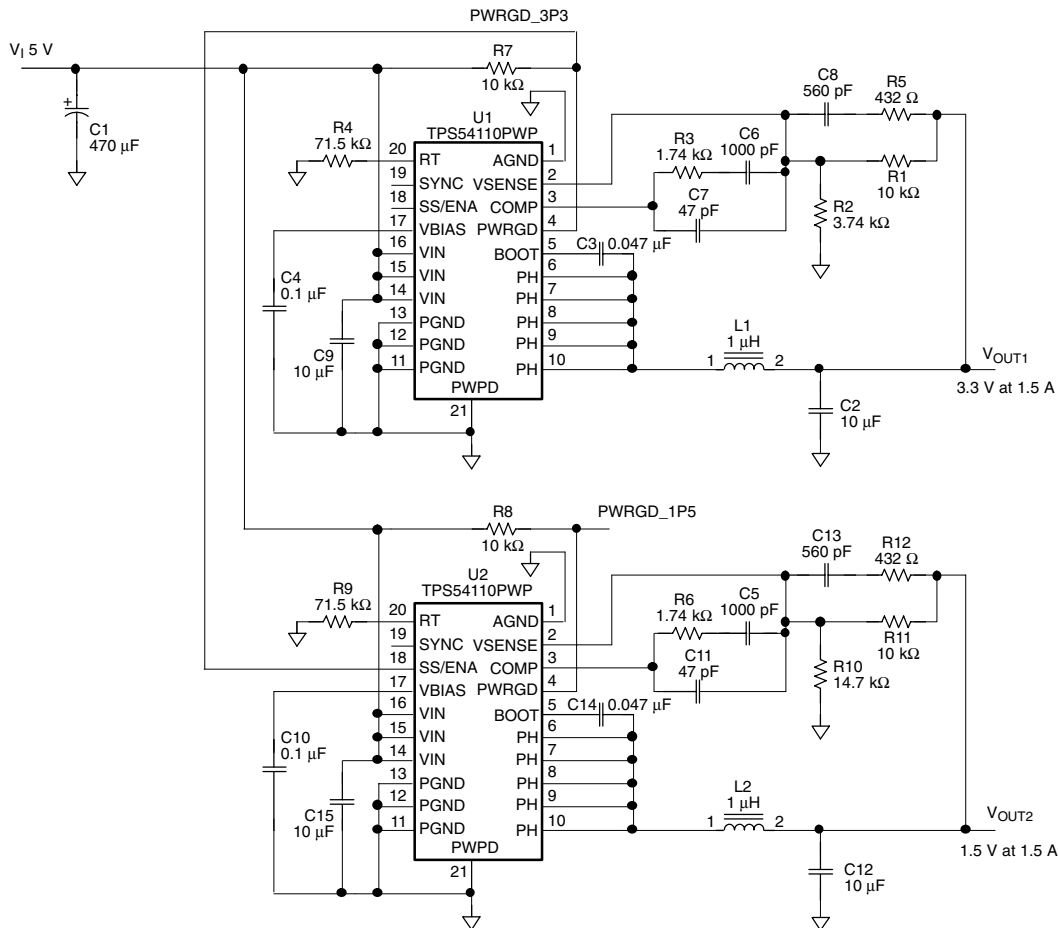 PWRGD_3P3
VI 5 V
R7
10 kΩ
C8
560 pF
R5
432 Ω
C1
470 μF
+
U1
TPS54110PWP
R4
71.5 kΩ
20
RT
AGND
1
19
SYNC
VSENSE
2
18
SS/ENA
COMP
3
17
VBIAS
PWRGD
4
16
VIN
BOOT
5
15
VIN
PH
6
14
VIN
PH
7
13
PGND
PH
8
12
PGND
PH
9
11
PGND
PH
10
PWPD
21
R3
1.74 kΩ
C6
1000 pF
C7
47 pF
R1
10 kΩ
R2
3.74 kΩ
C3
0.047 μF
C4
0.1 μF
C9
10 μF
L1
1 μH
1
2
VOUT1
3.3 V at 1.5 A
C2
10 μF
R8
10 kΩ
PWRGD_1P5
C13
560 pF
R12
432 Ω
U2
TPS54110PWP
R9
71.5 kΩ
20
RT
AGND
1
19
SYNC
VSENSE
2
18
SS/ENA
COMP
3
17
VBIAS
PWRGD
4
16
VIN
BOOT
5
15
VIN
PH
6
14
VIN
PH
7
13
PGND
PH
8
12
PGND
PH
9
11
PGND
PH
10
PWPD
21
R6
1.74 kΩ
C5
1000 pF
C11
47 pF
R11
10 kΩ
R10
14.7 kΩ
C14
0.047 μF
C10
0.1 μF
C15
10 μF
L2
1 μH
1
2
VOUT2
1.5 V at 1.5 A
C12
10 μF